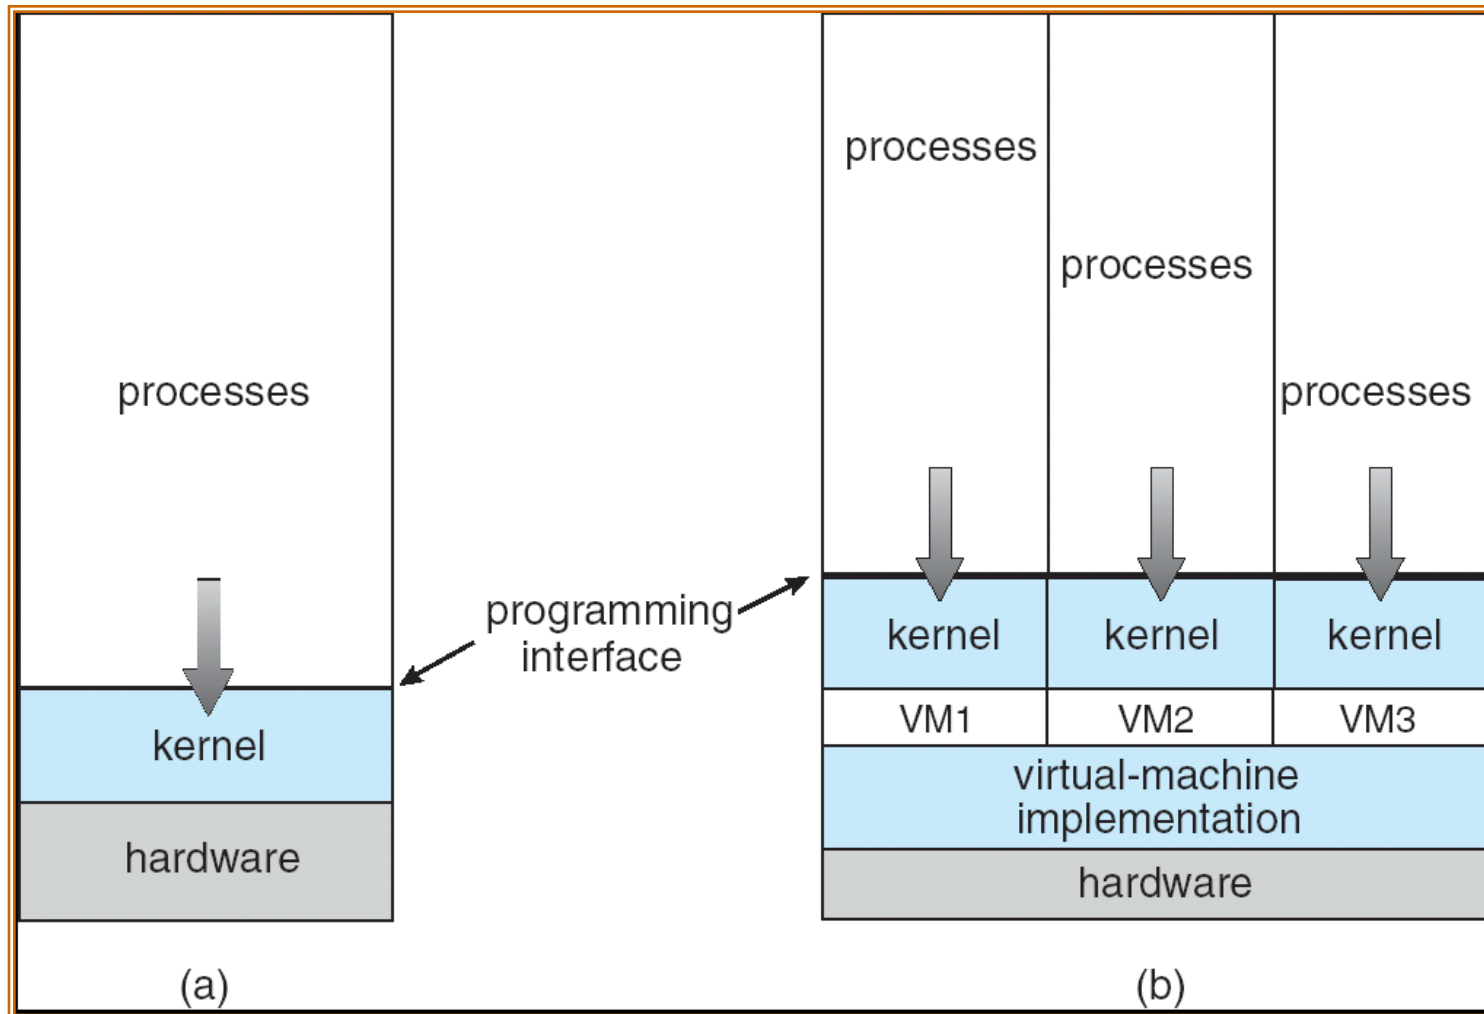 processes
kernel
hardware
(a)
programming
interface
processes
processes
processes
kernel kernel kernel
VM1 VM2 VM3
virtual-machine
implementation
hardware
(b)